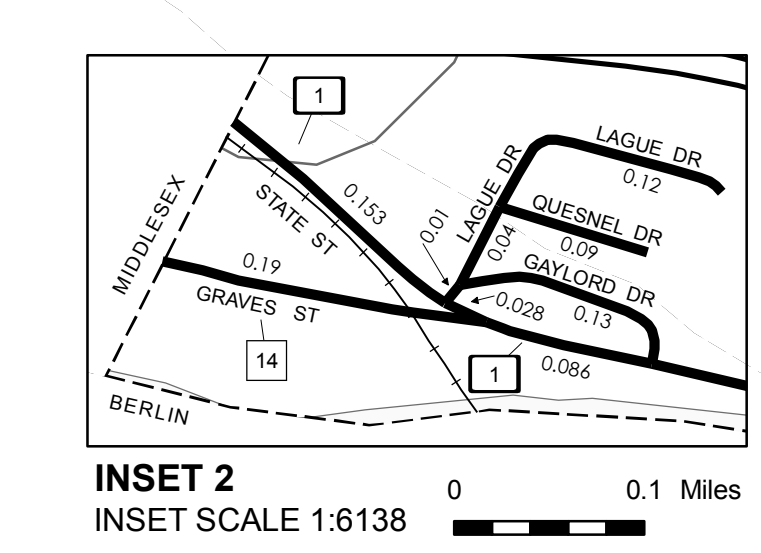 1
LAGUE DR
0.12
LAGUE DR
QUESNEL DR
0.09
0.04
0.01
GAYLORD DR
0.13
0.028
0.153
STATE ST
MIDDLESEX
0.19
GRAVES ST
14
1
0.086
BERLIN
INSET 2
INSET SCALE 1:6138
0 0.1 Miles